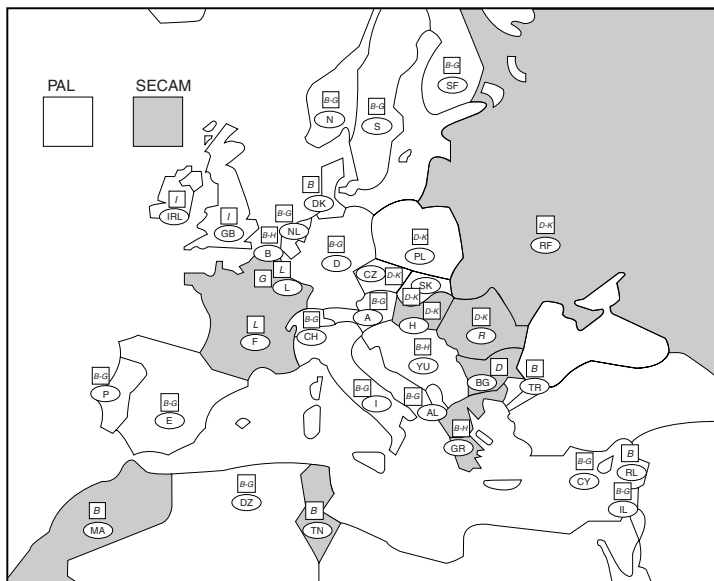 PAL SECAM
B-G
SF
B-G
N
B-G
S
B
DK
I
IRL
I
GB
B-G
NL
B-H
B
B-G
D
D-K
PL
D-K
RF
CZ D-K
SK
G L
L
D-K
B-G
A
D-K
H
D-K
R
L
F
B-G
CH
B-H
YU
D
BG
B
TR
B-G
P
B-G
E
B-G
I
B-G
AL
B-H
GR
B-G
CY
B
RL
B-G
IL
B-G
DZ
B
MA
B
TN